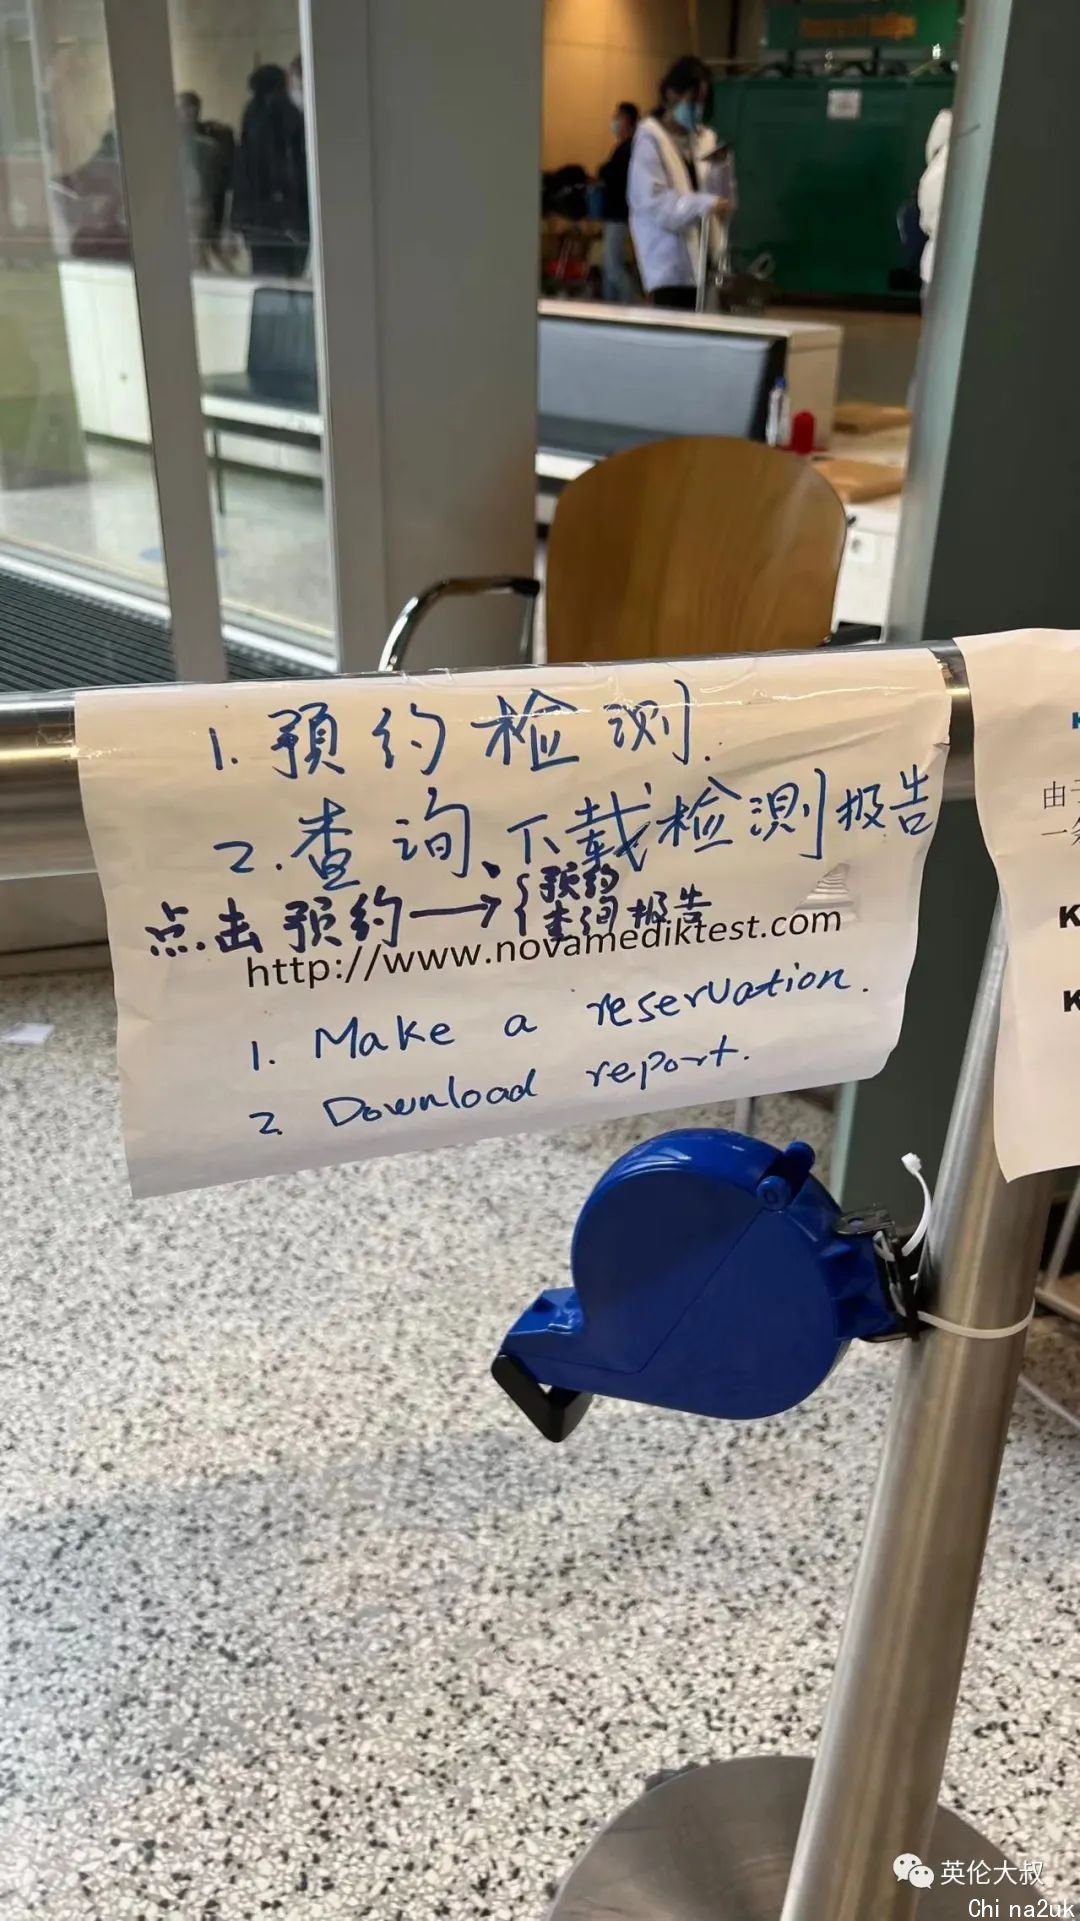 1. 预约检测.
2. 查询、下载检测报告
点击预约→{预约
查询报告
http://www.novamediktest.com
1. Make a reservation.
2. Download report.
由于
K
K
英伦大叔
China2uk